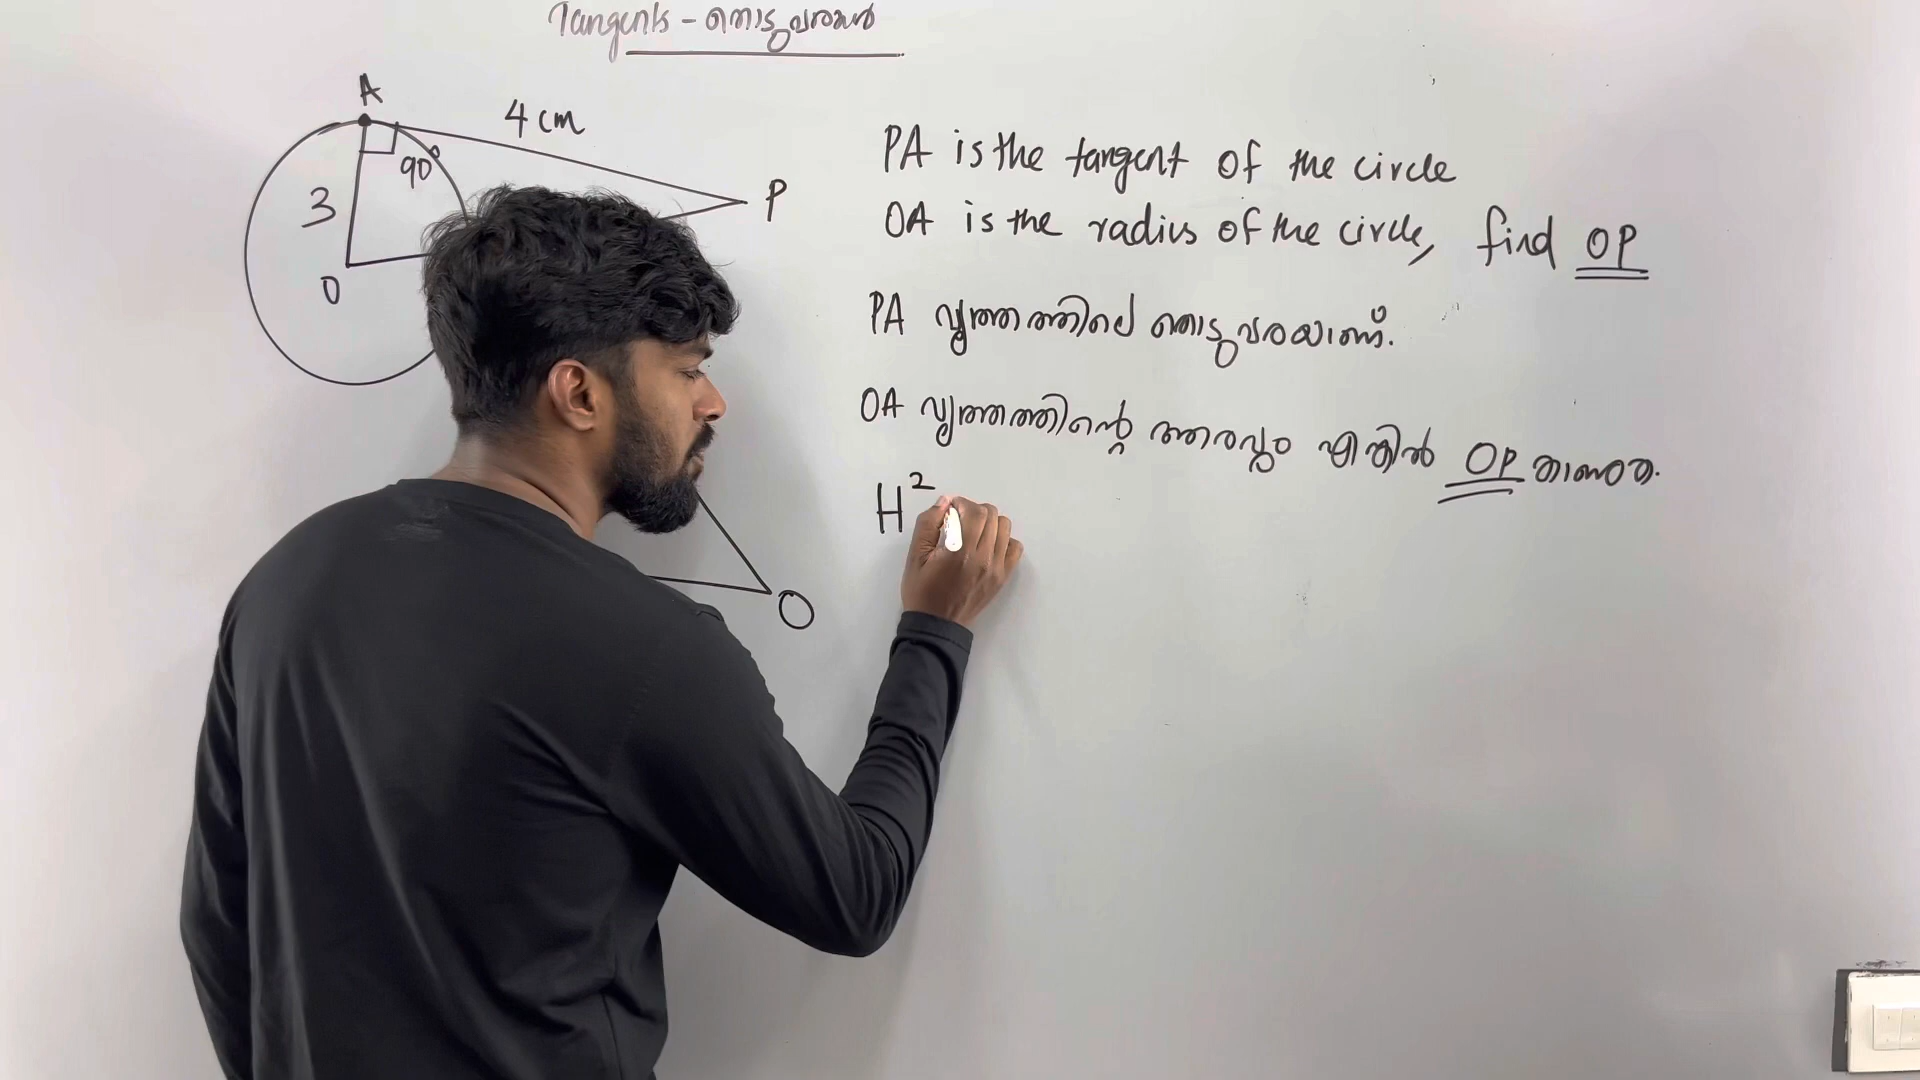 Tangents - തൊടുവരകൾ
A
4 cm
90°
3
P
O
PA is the tangent of the circle
OA is the radius of the circle, find OP
PA വൃത്തത്തിലെ തൊടുവരയാണ്.
OA വൃത്തത്തിന്റെ ആരവും എങ്കിൽ OP കാണുക.
H²
O